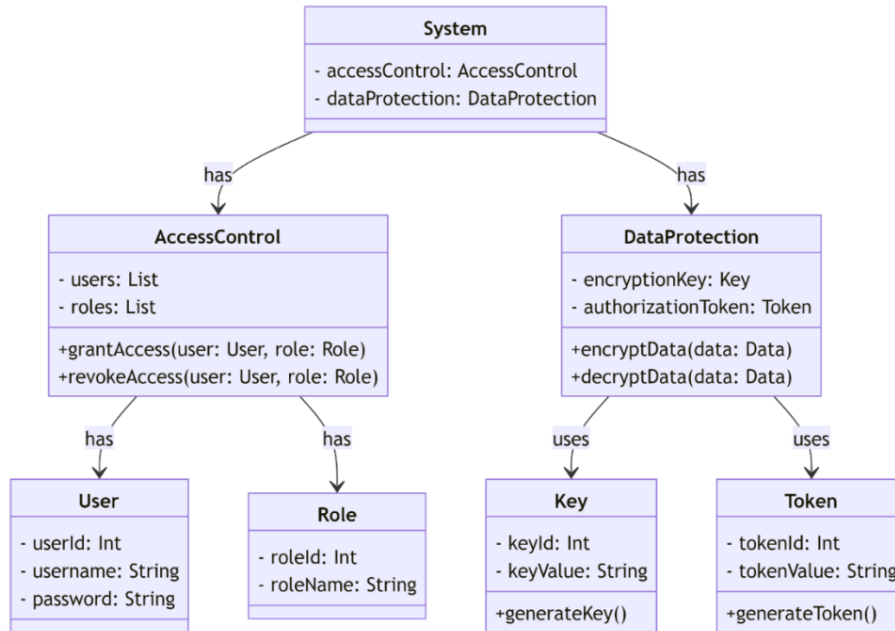 System
- accessControl: AccessControl
- dataProtection: DataProtection
has
has
AccessControl
- users: List
- roles: List
+grantAccess(user: User, role: Role)
+revokeAccess(user: User, role: Role)
DataProtection
- encryptionKey: Key
- authorizationToken: Token
+encryptData(data: Data)
+decryptData(data: Data)
has
has
uses
uses
User
- userId: Int
- username: String
- password: String
Role
- roleId: Int
- roleName: String
Key
- keyId: Int
- keyValue: String
+generateKey()
Token
- tokenId: Int
- tokenValue: String
+generateToken()